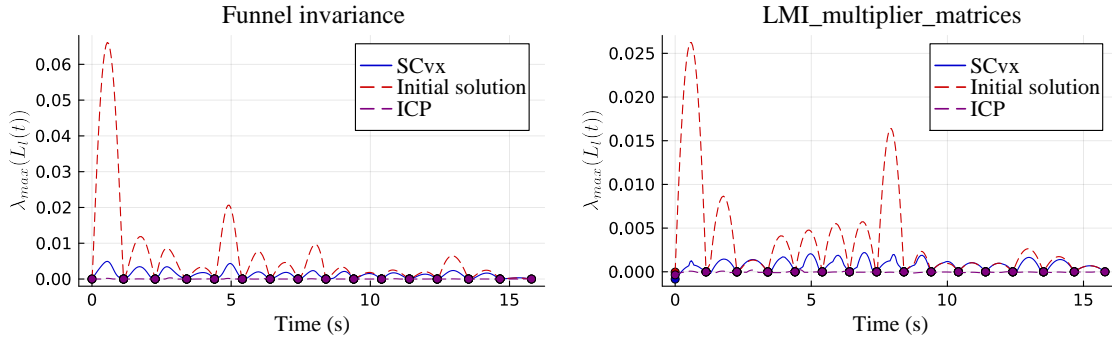 Funnel invariance
λmax(Ll(t))
0.06
0.05
0.04
0.03
0.02
0.01
0.00
SCvx
Initial solution
ICP
0 5 10 15
Time (s)
LMI_multiplier_matrices
λmax(Ll(t))
0.025
0.020
0.015
0.010
0.005
0.000
SCvx
Initial solution
ICP
0 5 10 15
Time (s)